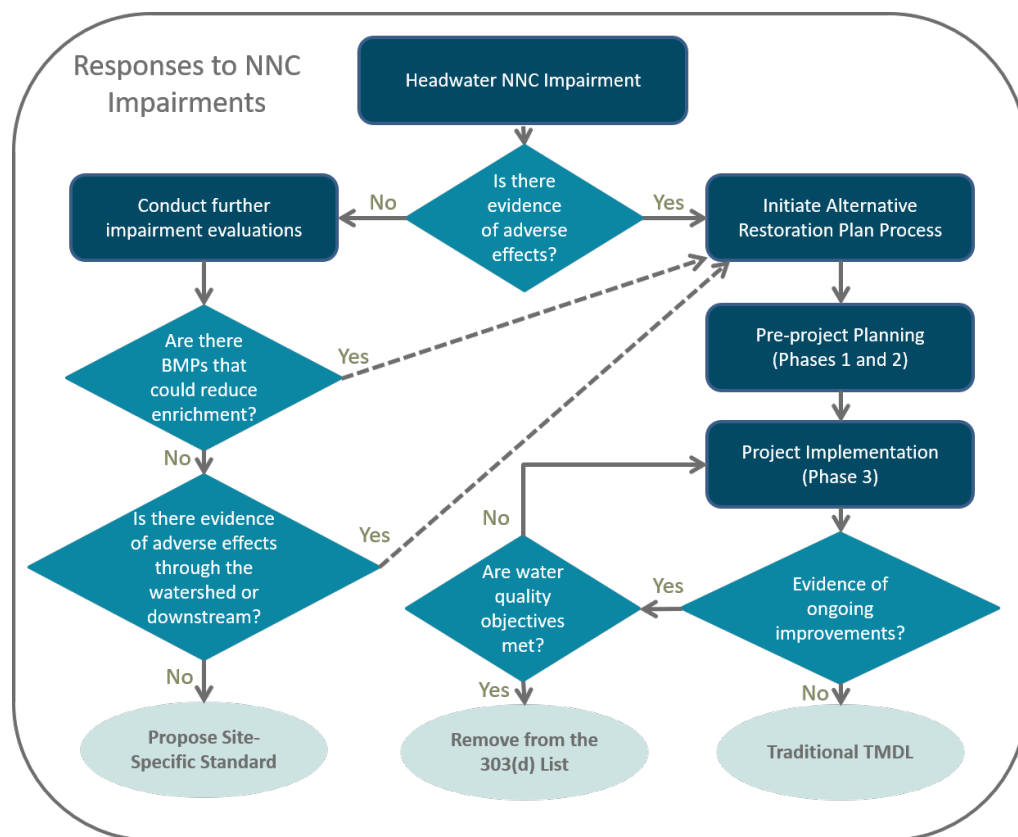 Responses to NNC
Impairments
Headwater NNC Impairment
Is there
evidence
of adverse
effects?
No
Yes
Conduct further
impairment evaluations
Initiate Alternative
Restoration Plan Process
Are there
BMPs that
could reduce
enrichment?
Yes
No
Pre-project Planning
(Phases 1 and 2)
Project Implementation
(Phase 3)
Is there evidence
of adverse effects
through the
watershed or
downstream?
Yes
No
Evidence of
ongoing
improvements?
Yes
No
Are water
quality
objectives
met?
No
Yes
Propose Site-
Specific Standard
Remove from the
303(d) List
Traditional TMDL